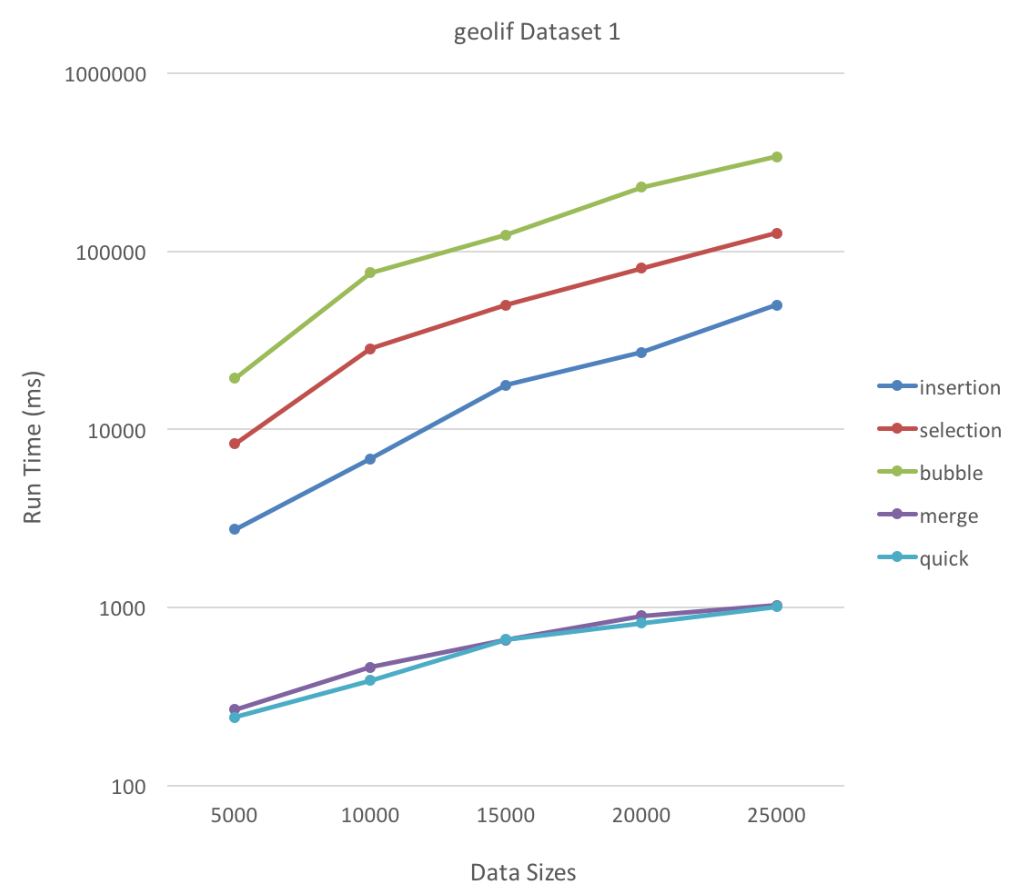 geolif Dataset 1
1000000
100000
10000
1000
100
Run Time (ms)
5000 10000 15000 20000 25000
Data Sizes
insertion
selection
bubble
merge
quick